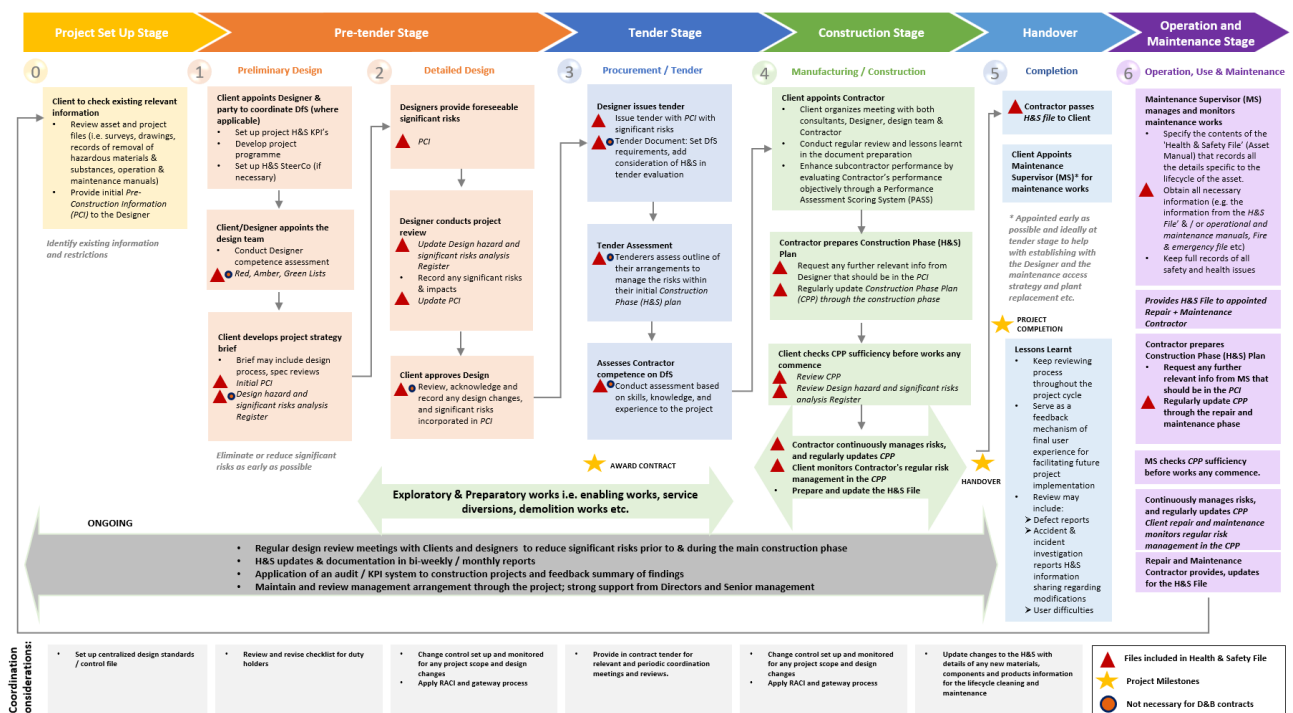 Project Set Up Stage
Pre-tender Stage
Tender Stage
Construction Stage
Handover
Operation and
Maintenance Stage
0
1
Preliminary Design
2
Detailed Design
3
Procurement / Tender
4
Manufacturing / Construction
5
Completion
6
Operation, Use & Maintenance
Client to check existing relevant
information
• Review asset and project
files (i.e. surveys, drawings,
records of removal of
hazardous materials &
substances, operation &
maintenance manuals)
• Provide initial Pre-
Construction Information
(PCI) to the Designer
Identify existing information
and restrictions
Client appoints Designer &
party to coordinate DfS (where
applicable)
• Set up project H&S KPI's
• Develop project
programme
• Set up H&S SteerCo (if
necessary)
Client/Designer appoints the
design team
• Conduct Designer
competence assessment
Red, Amber, Green Lists
Client develops project strategy
brief
• Brief may include design
process, spec reviews
Initial PCI
Design hazard and
significant risks analysis
Register
Eliminate or reduce significant
risks as early as possible
Designers provide foreseeable
significant risks
PCI
Designer conducts project
review
Update Design hazard and
significant risks analysis
Register
• Record any significant risks
& impacts
Update PCI
Client approves Design
Review, acknowledge and
record any design changes,
and significant risks
incorporated in PCI
Designer issues tender
Issue tender with PCI with
significant risks
Tender Document: Set DfS
requirements, add
consideration of H&S in
tender evaluation
Tender Assessment
Tenderers assess outline of
their arrangements to
manage the risks within
their initial Construction
Phase (H&S) plan
Assesses Contractor
competence on DfS
Conduct assessment based
on skills, knowledge, and
experience to the project
AWARD CONTRACT
Client appoints Contractor
• Client organizes meeting with both
consultants, Designer, design team &
Contractor
• Conduct regular review and lessons learnt
in the document preparation
• Enhance subcontractor performance by
evaluating Contractor's performance
objectively through a Performance
Assessment Scoring System (PASS)
Contractor prepares Construction Phase (H&S)
Plan
Request any further relevant info from
Designer that should be in the PCI
Regularly update Construction Phase Plan
(CPP) through the construction phase
Client checks CPP sufficiency before works any
commence
Review CPP
Review Design hazard and significant risks
analysis Register
Contractor continuously manages risks,
and regularly updates CPP
Client monitors Contractor's regular risk
management in the CPP
• Prepare and update the H&S File
HANDOVER
Contractor passes
H&S file to Client
Client Appoints
Maintenance
Supervisor (MS)* for
maintenance works
* Appointed early as
possible and ideally at
tender stage to help
with establishing with
the Designer and the
maintenance access
strategy and plant
replacement etc.
PROJECT
COMPLETION
Lessons Learnt
• Keep reviewing
process
throughout the
project cycle
• Serve as a
feedback
mechanism of
final user
experience for
facilitating future
project
implementation
• Review may
include:
➢ Defect reports
➢ Accident &
incident
investigation
reports H&S
information
sharing regarding
modifications
➢ User difficulties
Maintenance Supervisor (MS)
manages and monitors
maintenance works
• Specify the contents of the
'Health & Safety File' (Asset
Manual) that records all
the details specific to the
lifecycle of the asset.
Obtain all necessary
information (e.g. the
information from the H&S
File' & / or operational and
maintenance manuals, Fire
& emergency file etc)
• Keep full records of all
safety and health issues
Provides H&S File to appointed
Repair + Maintenance
Contractor
Contractor prepares
Construction Phase (H&S) Plan
• Request any further
relevant info from MS that
should be in the PCI
Regularly update CPP
through the repair and
maintenance phase
MS checks CPP sufficiency
before works any commence.
Continuously manages risks,
and regularly updates CPP
Client repair and maintenance
monitors regular risk
management in the CPP
Repair and Maintenance
Contractor provides, updates
for the H&S File
Exploratory & Preparatory works i.e. enabling works, service
diversions, demolition works etc.
ONGOING
• Regular design review meetings with Clients and designers to reduce significant risks prior to & during the main construction phase
• H&S updates & documentation in bi-weekly / monthly reports
• Application of an audit / KPI system to construction projects and feedback summary of findings
• Maintain and review management arrangement through the project; strong support from Directors and Senior management
Coordination
onsiderations:
• Set up centralized design standards
/ control file
• Review and revise checklist for duty
holders
• Change control set up and monitored
for any project scope and design
changes
• Apply RACI and gateway process
• Provide in contract tender for
relevant and periodic coordination
meetings and reviews.
• Change control set up and monitored
for any project scope and design
changes
• Apply RACI and gateway process
• Update changes to the H&S with
details of any new materials,
components and products information
for the lifecycle cleaning and
maintenance
Files included in Health & Safety File
Project Milestones
Not necessary for D&B contracts